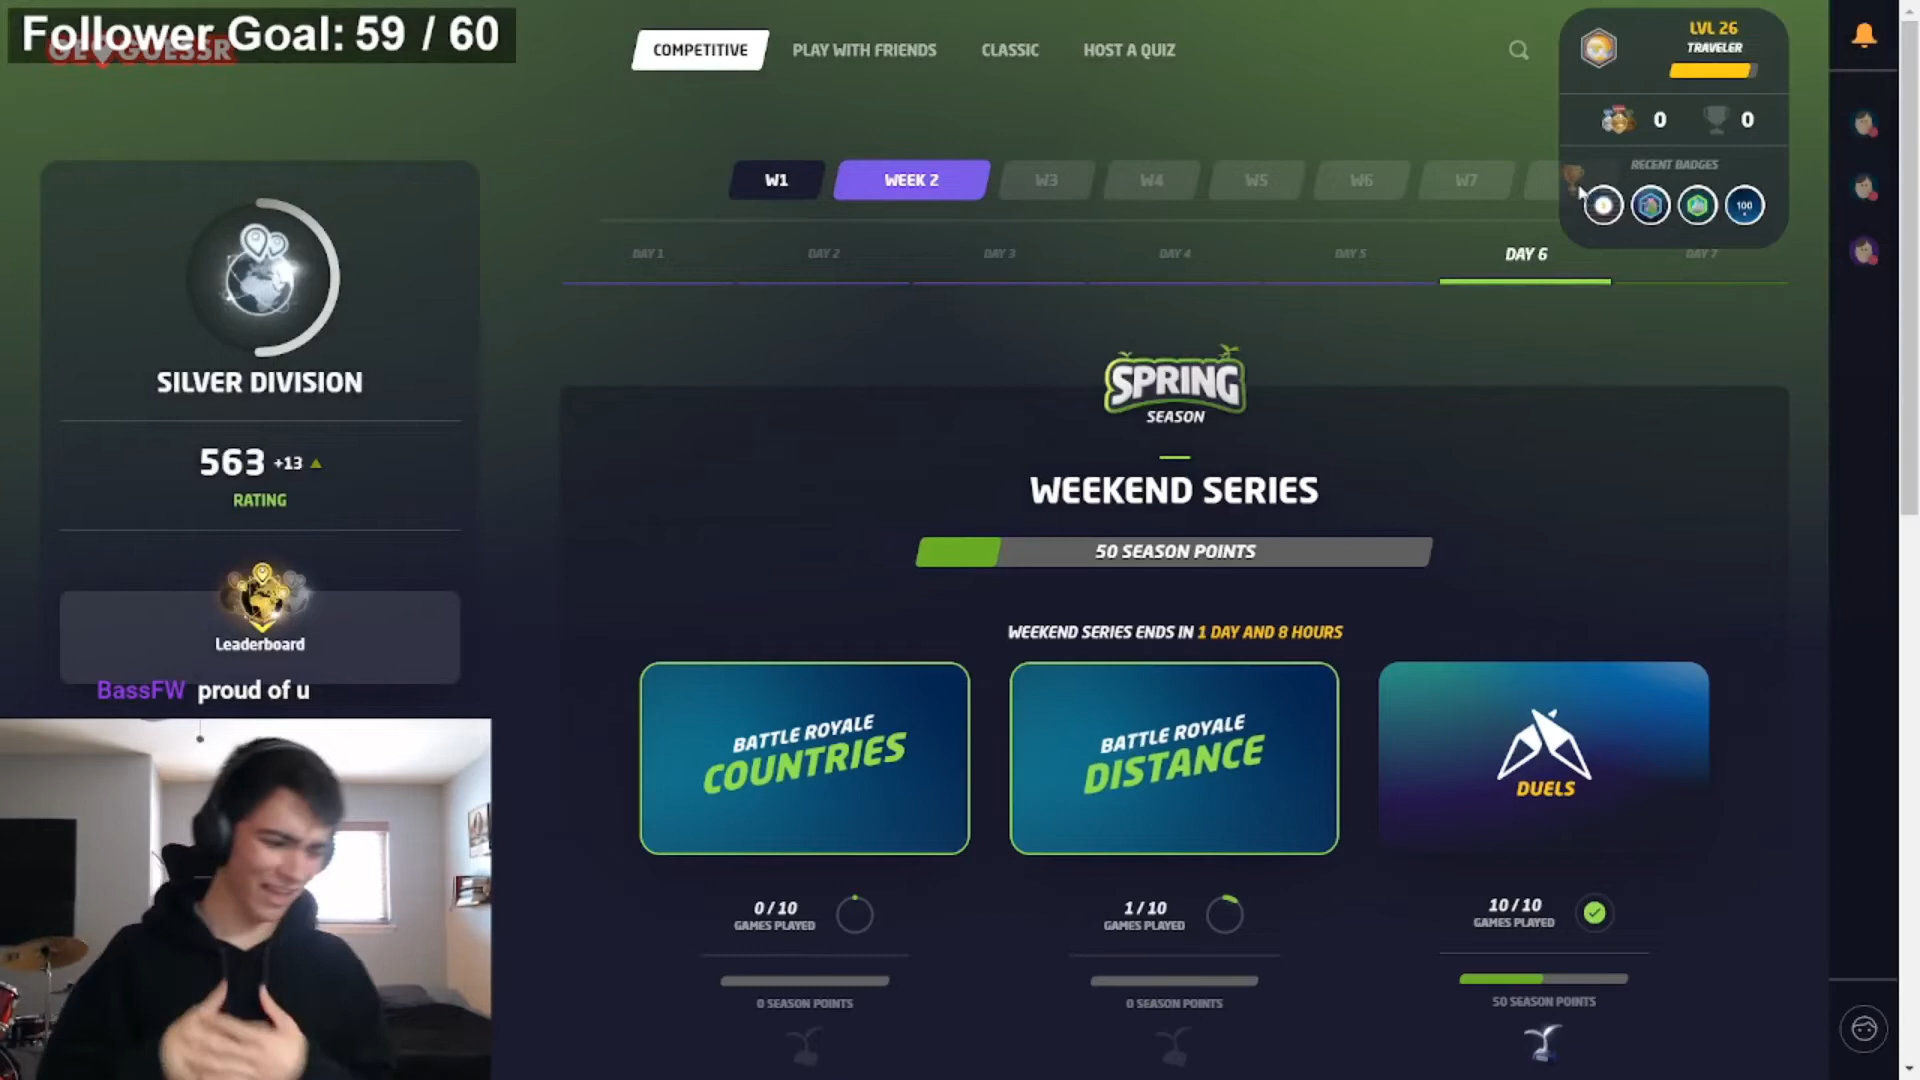 Follower Goal: 59 / 60
GEOGUESSR
COMPETITIVE
PLAY WITH FRIENDS
CLASSIC
HOST A QUIZ
LVL 26
TRAVELER
0
0
RECENT BADGES
100
W1
WEEK 2
W3
W4
W5
W6
W7
DAY 1
DAY 2
DAY 3
DAY 4
DAY 5
DAY 6
DAY 7
SILVER DIVISION
563 +13
RATING
Leaderboard
BassFW proud of u
SPRING
SEASON
WEEKEND SERIES
50 SEASON POINTS
WEEKEND SERIES ENDS IN 1 DAY AND 8 HOURS
BATTLE ROYALE
COUNTRIES
BATTLE ROYALE
DISTANCE
DUELS
0 / 10
GAMES PLAYED
1 / 10
GAMES PLAYED
10 / 10
GAMES PLAYED
0 SEASON POINTS
0 SEASON POINTS
50 SEASON POINTS